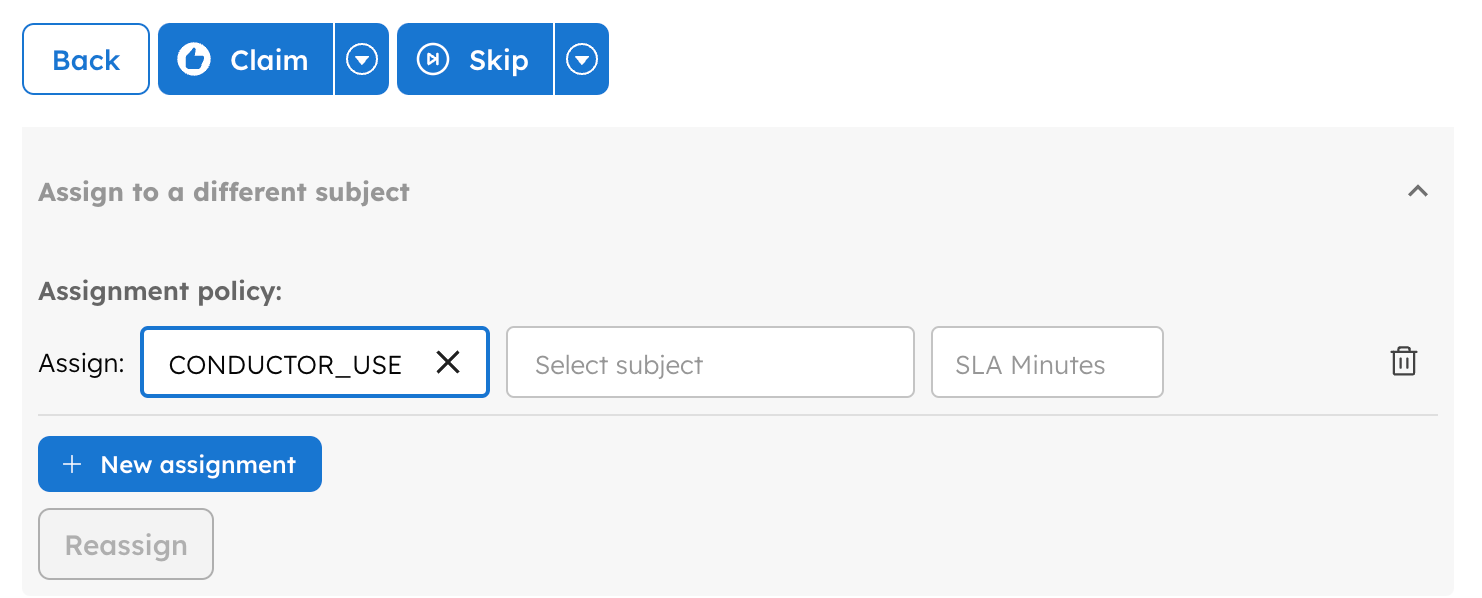 Back Claim Skip
Assign to a different subject
Assignment policy:
Assign: CONDUCTOR_USE Select subject SLA Minutes
New assignment
Reassign